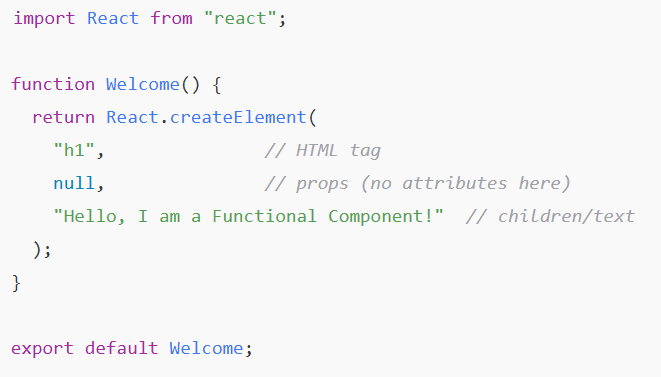 import React from "react";
function Welcome() {
return React.createElement(
"h1", // HTML tag
null, // props (no attributes here)
"Hello, I am a Functional Component!" // children/text
);
}
export default Welcome;